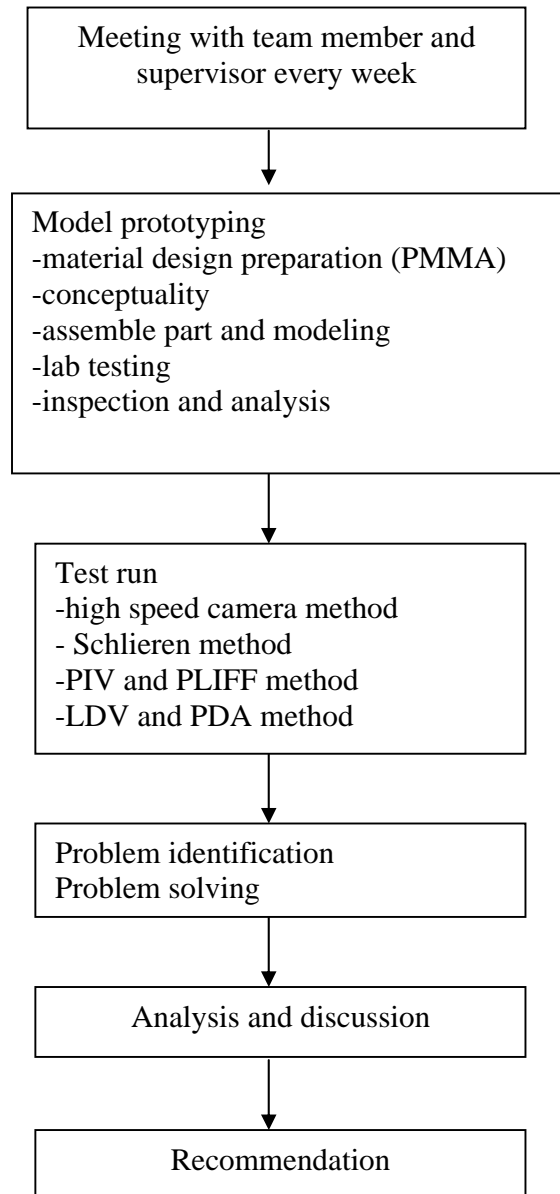 Meeting with team member and
supervisor every week
Model prototyping
-material design preparation (PMMA)
-conceptuality
-assemble part and modeling
-lab testing
-inspection and analysis
Test run
-high speed camera method
- Schlieren method
-PIV and PLIFF method
-LDV and PDA method
Problem identification
Problem solving
Analysis and discussion
Recommendation